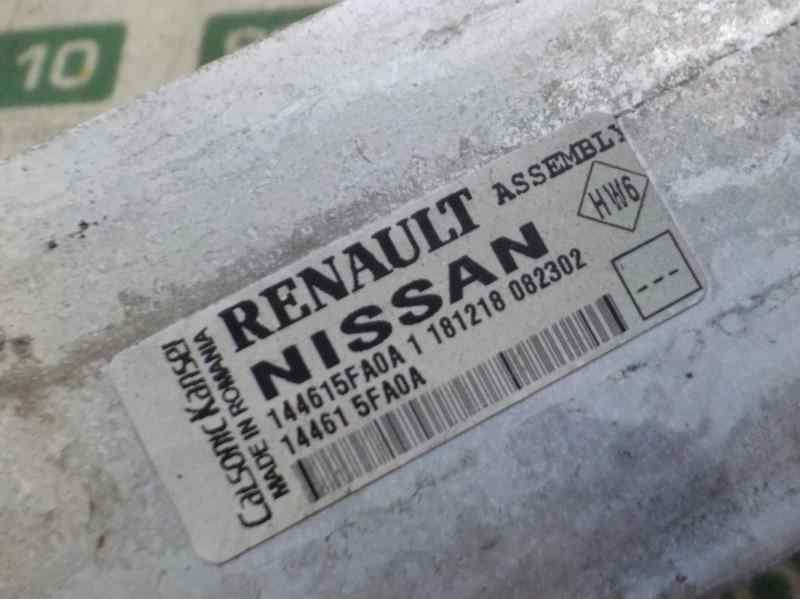 10
RENAULT ASSEMBLY
NISSAN
HW6
144615FA0A 1 181218 082302
14461 5FA0A
---
Calsonic Kansei
MADE IN ROMANIA